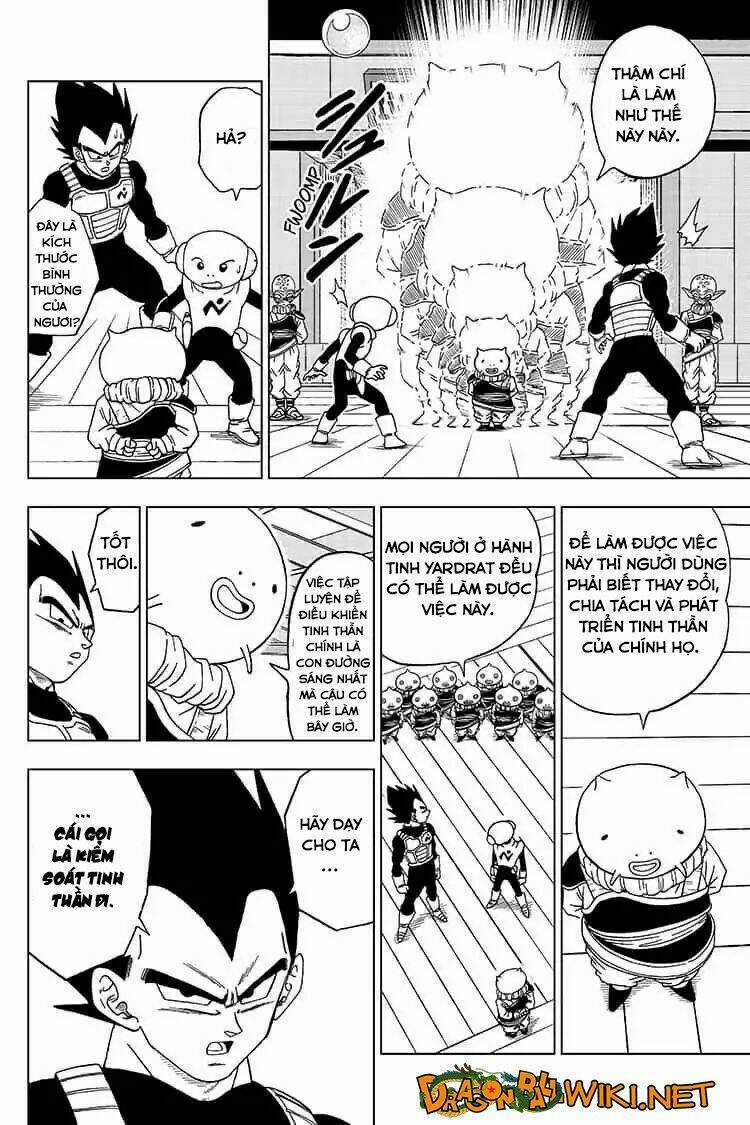 THẬM CHÍ
LÀ LÀM
NHƯ THẾ
NÀY NÀY.
FWOOMP
HẢ?
ĐÂY LÀ
KÍCH
THƯỚC
BÌNH
THƯỜNG
CỦA
NGƯƠI?
ĐỂ LÀM ĐƯỢC VIỆC
NÀY THÌ NGƯỜI DÙNG
PHẢI BIẾT THAY ĐỔI,
CHIA TÁCH VÀ PHÁT
TRIỂN TINH THẦN
CỦA CHÍNH HỌ.
MỌI NGƯỜI Ở HÀNH
TINH YARDRAT ĐỀU
CÓ THỂ LÀM ĐƯỢC
VIỆC NÀY.
VIỆC TẬP
LUYỆN ĐỂ
ĐIỀU KHIỂN
TINH THẦN
CHÍNH LÀ
CON ĐƯỜNG
SÁNG NHẤT
MÀ CẬU CÓ
THỂ LÀM
BÂY GIỜ.
TỐT
THÔI.
HÃY DẠY
CHO TA
...
...
CÁI GỌI
LÀ KIỂM
SOÁT TINH
THẦN ĐI.
DRAGONBALLWIKI.NET